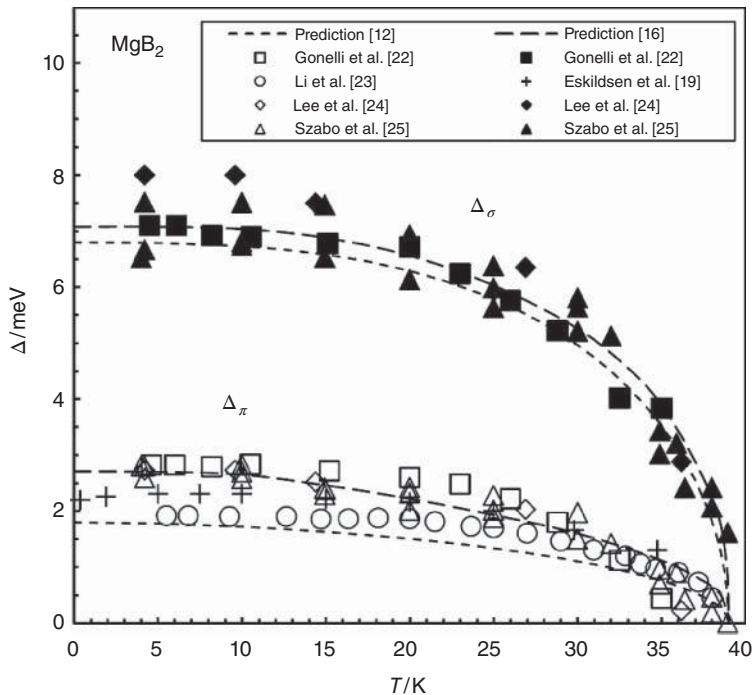 MgB2
Prediction [12]
Prediction [16]
Gonelli et al. [22]
Gonelli et al. [22]
Li et al. [23]
Eskildsen et al. [19]
Lee et al. [24]
Lee et al. [24]
Szabo et al. [25]
Szabo et al. [25]
10
8
6
4
2
0
Δσ
Δπ
Δ/meV
0
5
10
15
20
25
30
35
40
T/K